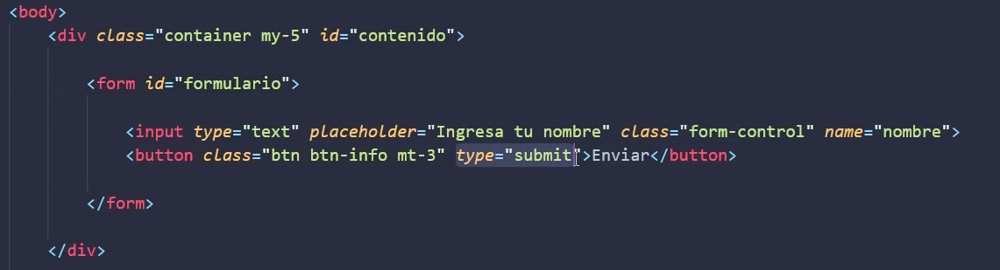 <body>
<div class="container my-5" id="contenido">
<form id="formulario">
<input type="text" placeholder="Ingresa tu nombre" class="form-control" name="nombre">
<button class="btn btn-info mt-3" type="submit">Enviar</button>
</form>
</div>